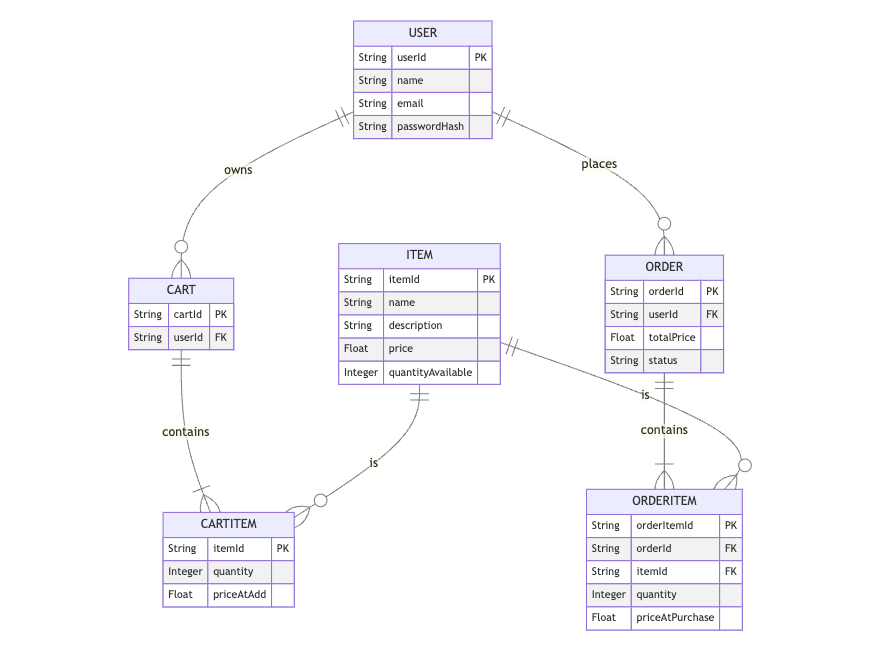 USER
String userId PK
String name
String email
String passwordHash
owns
places
ITEM
String itemId PK
String name
String description
Float price
Integer quantityAvailable
ORDER
String orderId PK
String userId FK
Float totalPrice
String status
CART
String cartId PK
String userId FK
is
contains
contains
is
ORDERITEM
String orderItemId PK
String orderId FK
String itemId FK
Integer quantity
Float priceAtPurchase
CARTITEM
String itemId PK
Integer quantity
Float priceAtAdd